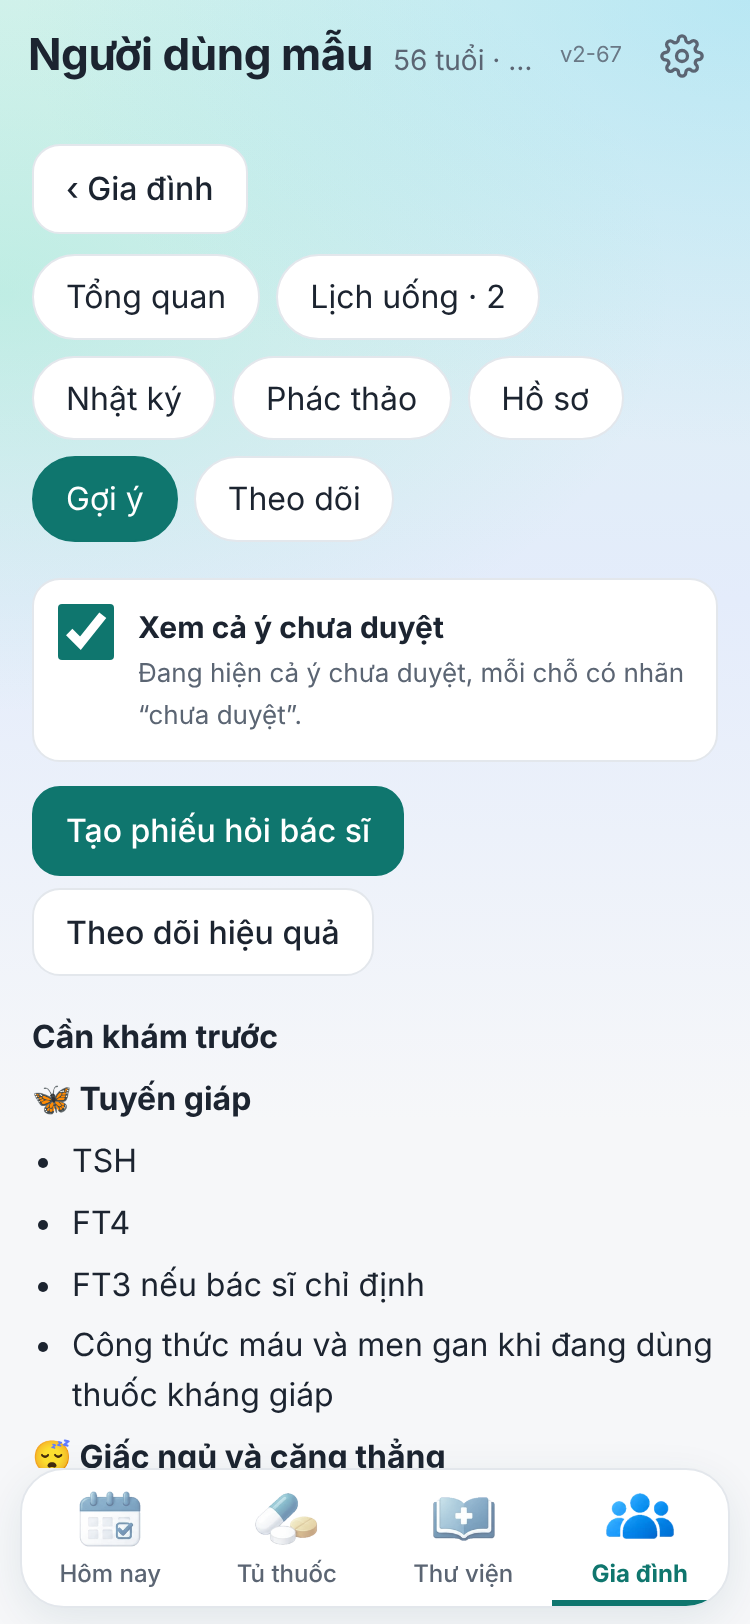 Người dùng mẫu 56 tuổi · ... v2-67
‹ Gia đình
Tổng quan
Lịch uống · 2
Nhật ký
Phác thảo
Hồ sơ
Gợi ý
Theo dõi
Xem cả ý chưa duyệt
Đang hiện cả ý chưa duyệt, mỗi chỗ có nhãn
“chưa duyệt”.
Tạo phiếu hỏi bác sĩ
Theo dõi hiệu quả
Cần khám trước
🦋 Tuyến giáp
• TSH
• FT4
• FT3 nếu bác sĩ chỉ định
• Công thức máu và men gan khi đang dùng
thuốc kháng giáp
😴 Giấc ngủ và căng thẳng
Hôm nay
Tủ thuốc
Thư viện
Gia đình